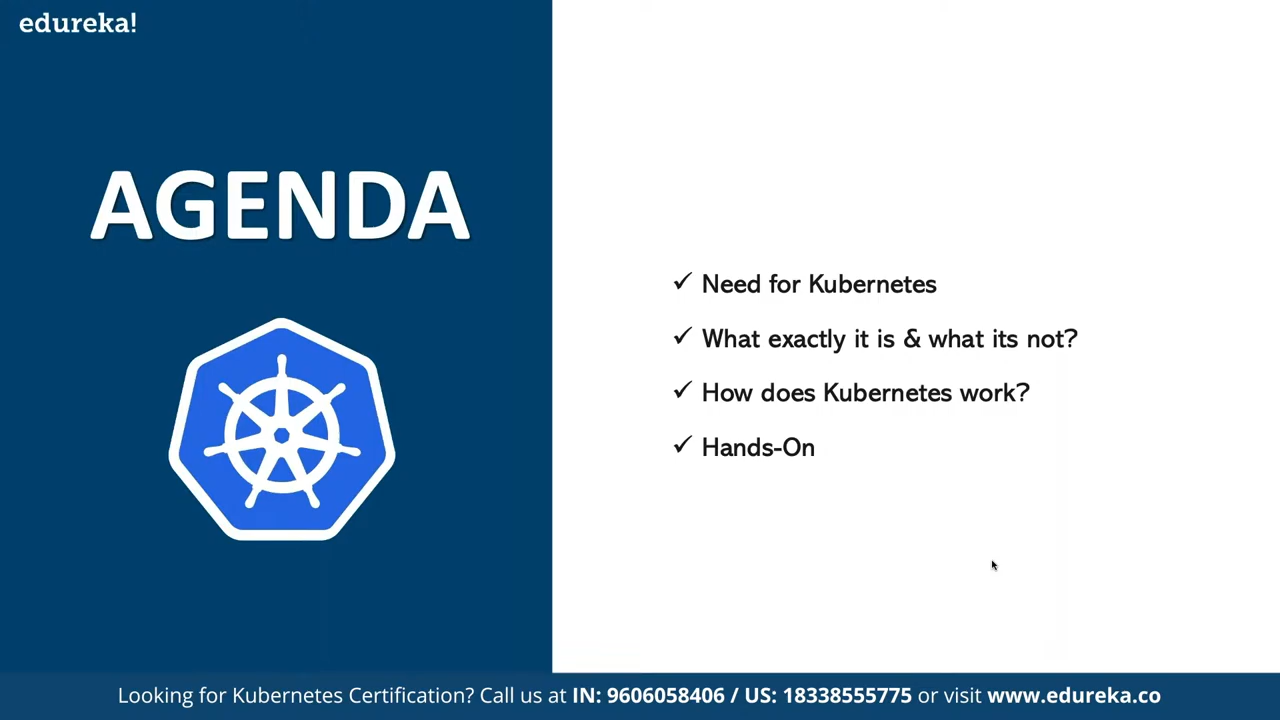 edureka!
AGENDA
✓ Need for Kubernetes
✓ What exactly it is & what its not?
✓ How does Kubernetes work?
✓ Hands-On
Looking for Kubernetes Certification? Call us at IN: 9606058406 / US: 18338555775 or visit www.edureka.co